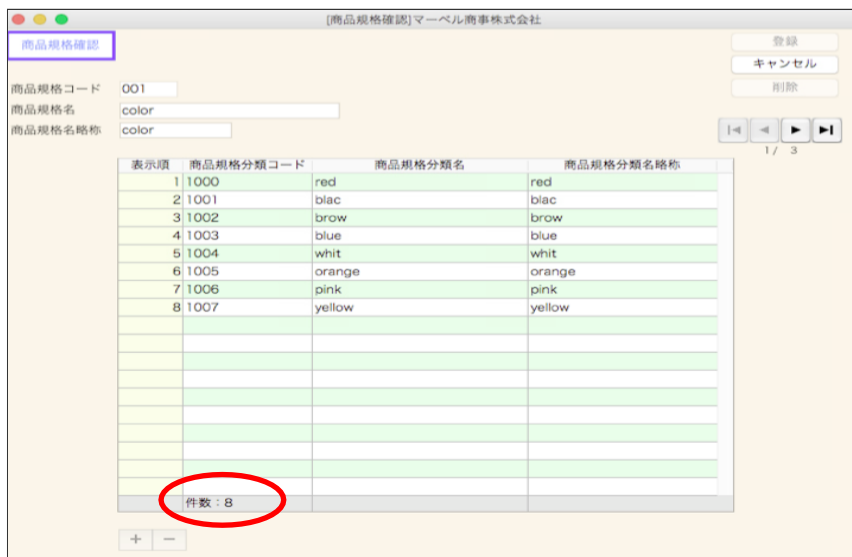 [商品規格確認]マーベル商事株式会社
商品規格確認
登録
キャンセル
削除
商品規格コード 001
商品規格名 color
商品規格名略称 color
1/ 3
表示順 商品規格分類コード 商品規格分類名 商品規格分類名略称
1 1000 red red
2 1001 blac blac
3 1002 brow brow
4 1003 blue blue
5 1004 whit whit
6 1005 orange orange
7 1006 pink pink
8 1007 yellow yellow
件数:8
+ −